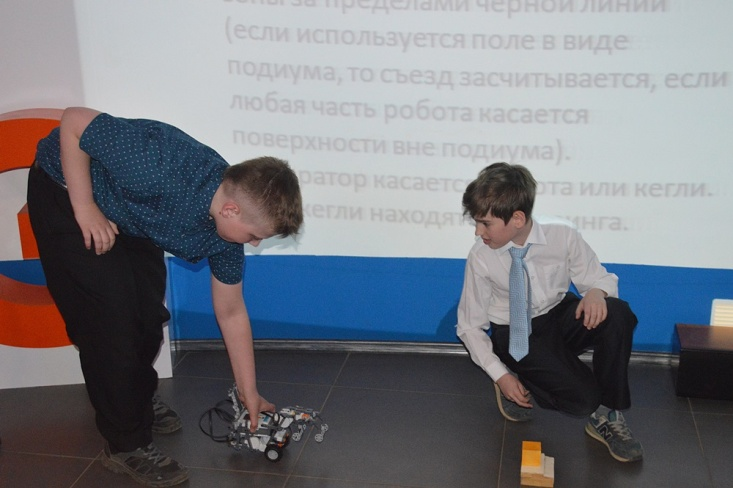 зоны за пределами черной линии
(если используется поле в виде
подиума, то съезд засчитывается, если
любая часть робота касается
поверхности вне подиума).
касается или кегли.
кегли